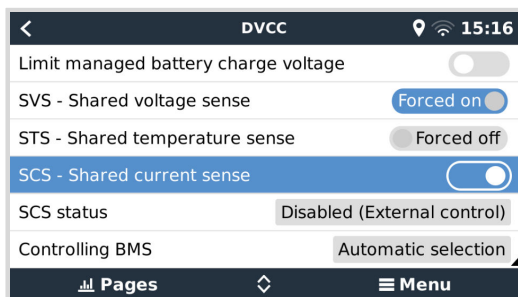 DVCC 15:16
Limit managed battery charge voltage
SVS - Shared voltage sense Forced on
STS - Shared temperature sense Forced off
SCS - Shared current sense
SCS status Disabled (External control)
Controlling BMS Automatic selection
Pages Menu